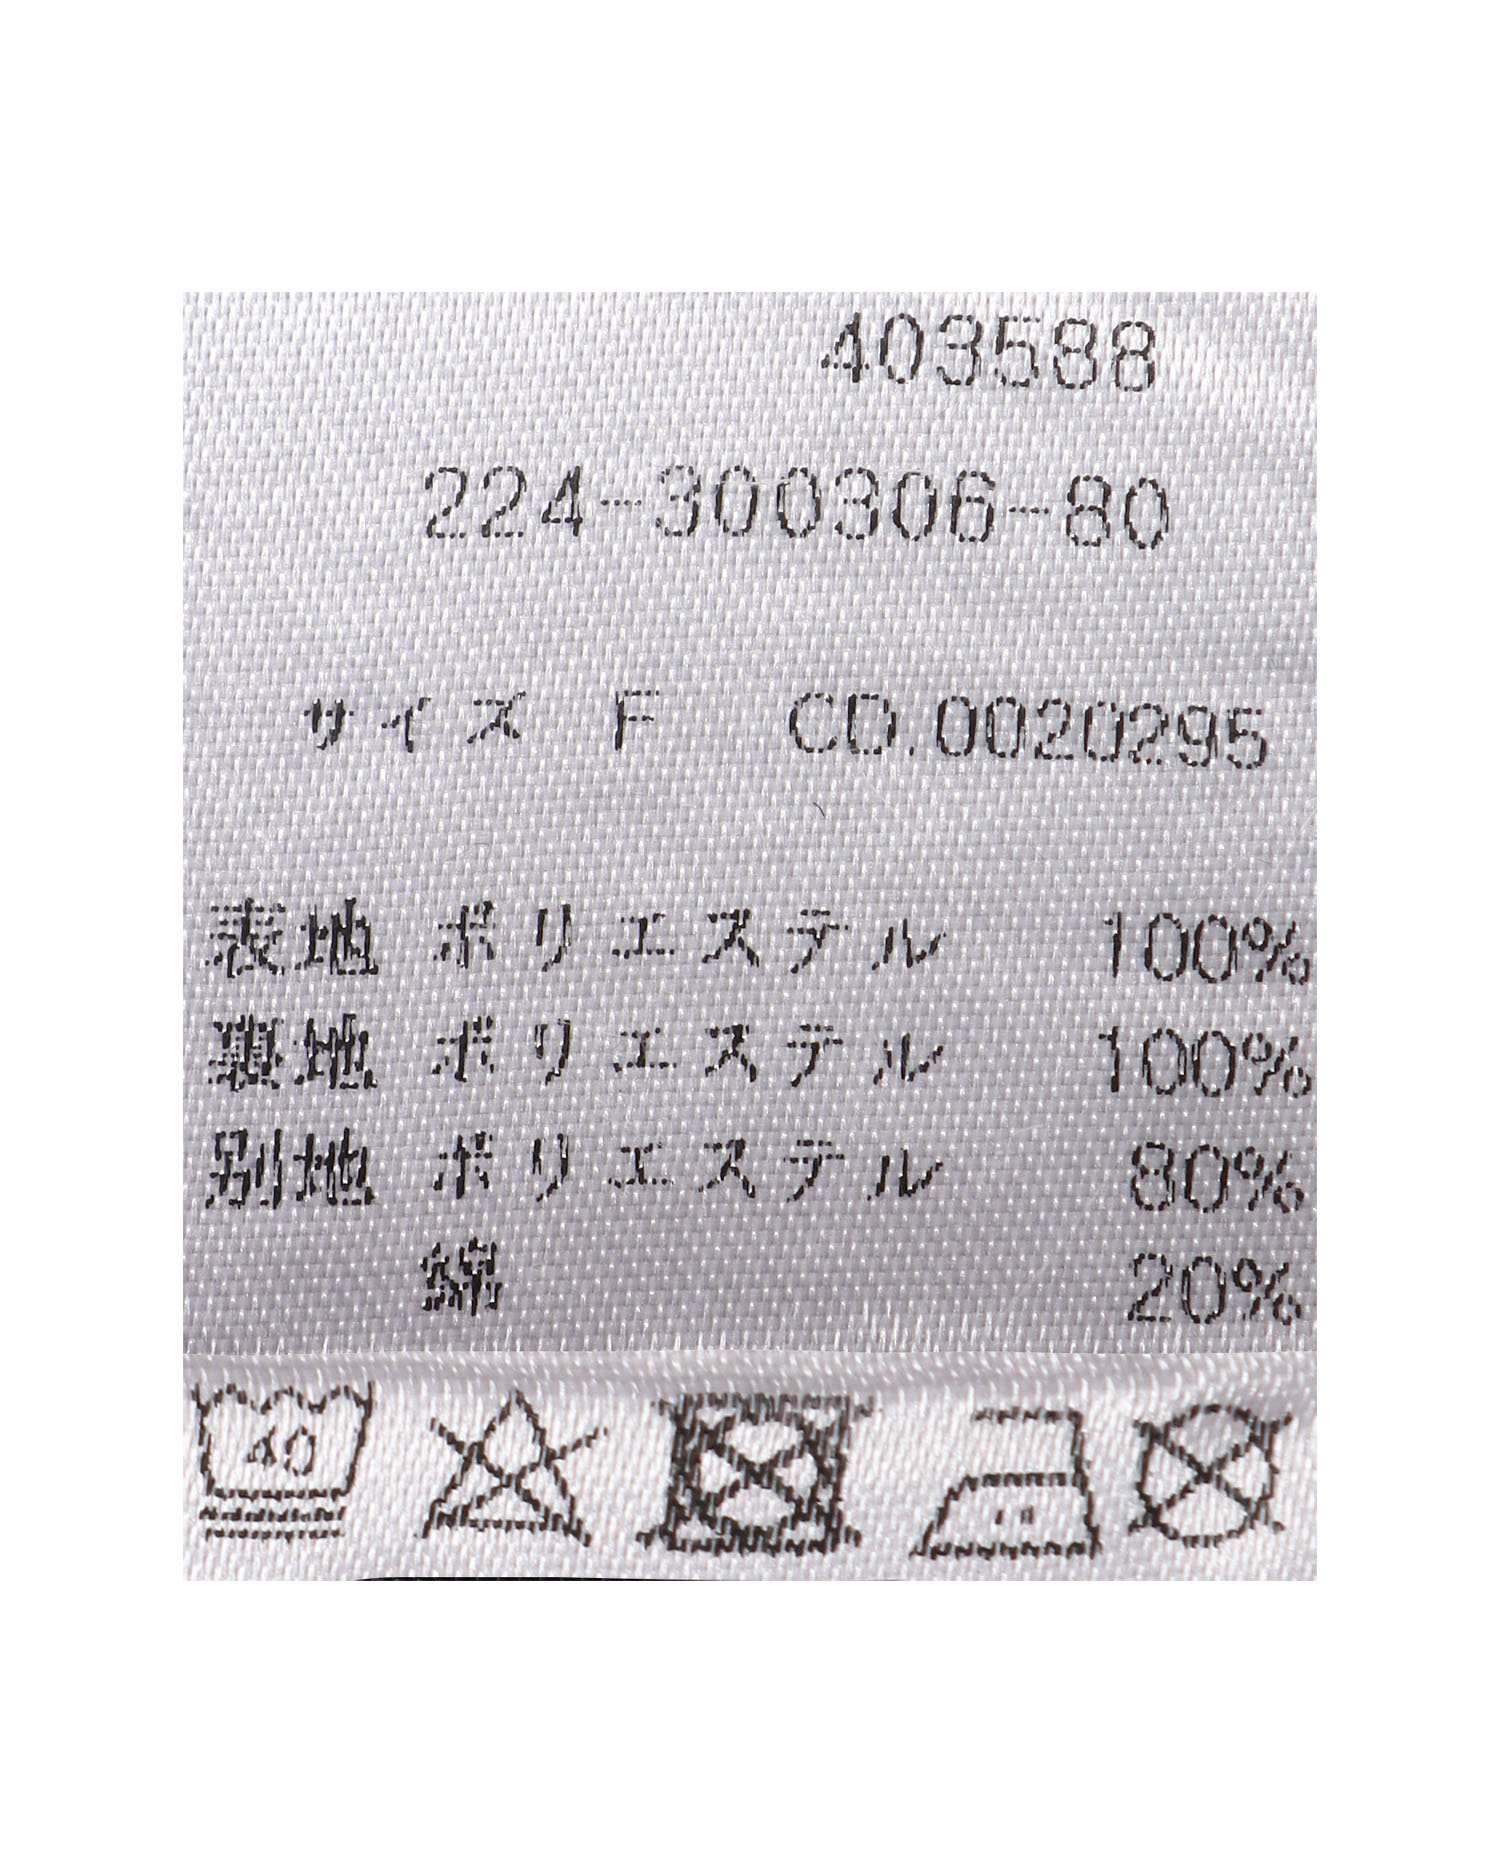 403588
224-300306-80
サイズ F CD.0020295
表地 ポリエステル 100%
裏地 ポリエステル 100%
別地 ポリエステル 80%
綿 20%
40